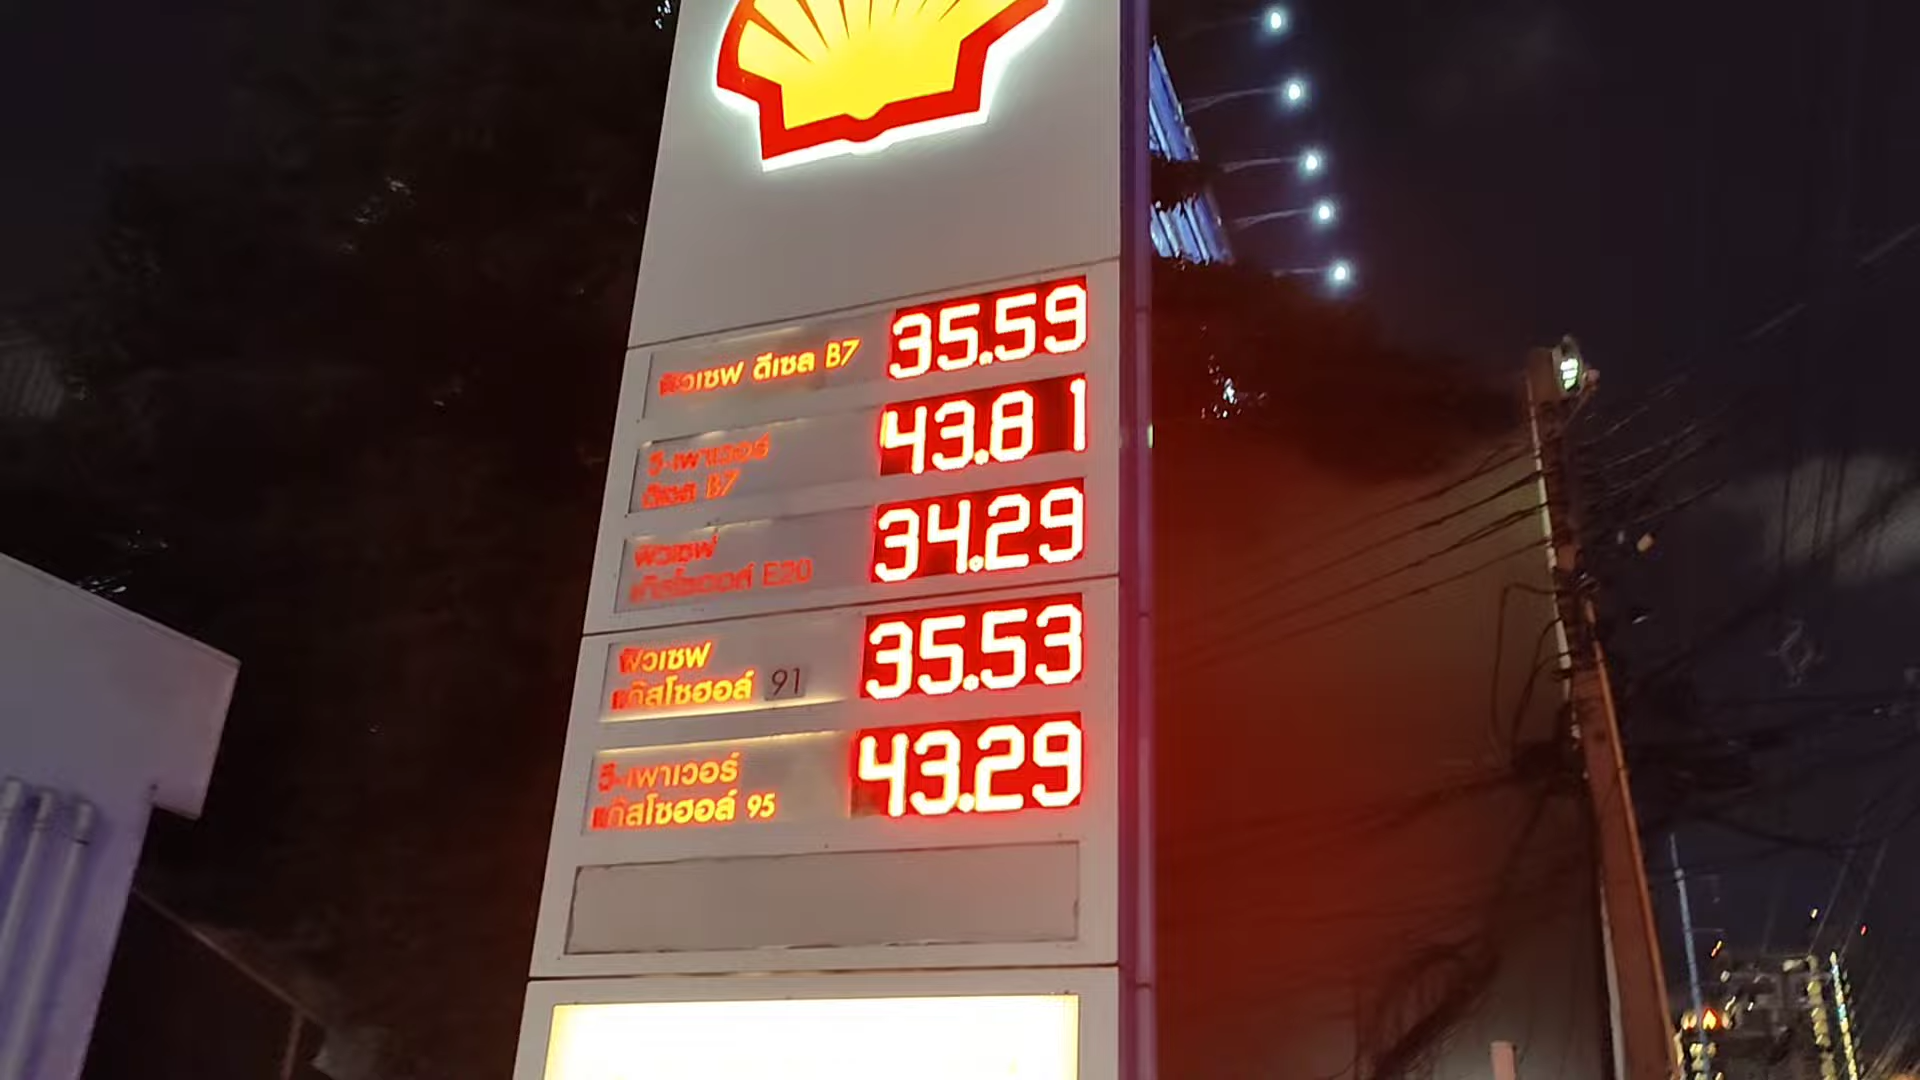 ฟิวเซฟ ดีเซล B7 35.59
วี-เพาเวอร์
ดีเซล B7 43.81
ฟิวเซฟ
แก๊สโซฮอล์ E20 34.29
ฟิวเซฟ
แก๊สโซฮอล์ 91 35.53
วี-เพาเวอร์
แก๊สโซฮอล์ 95 43.29